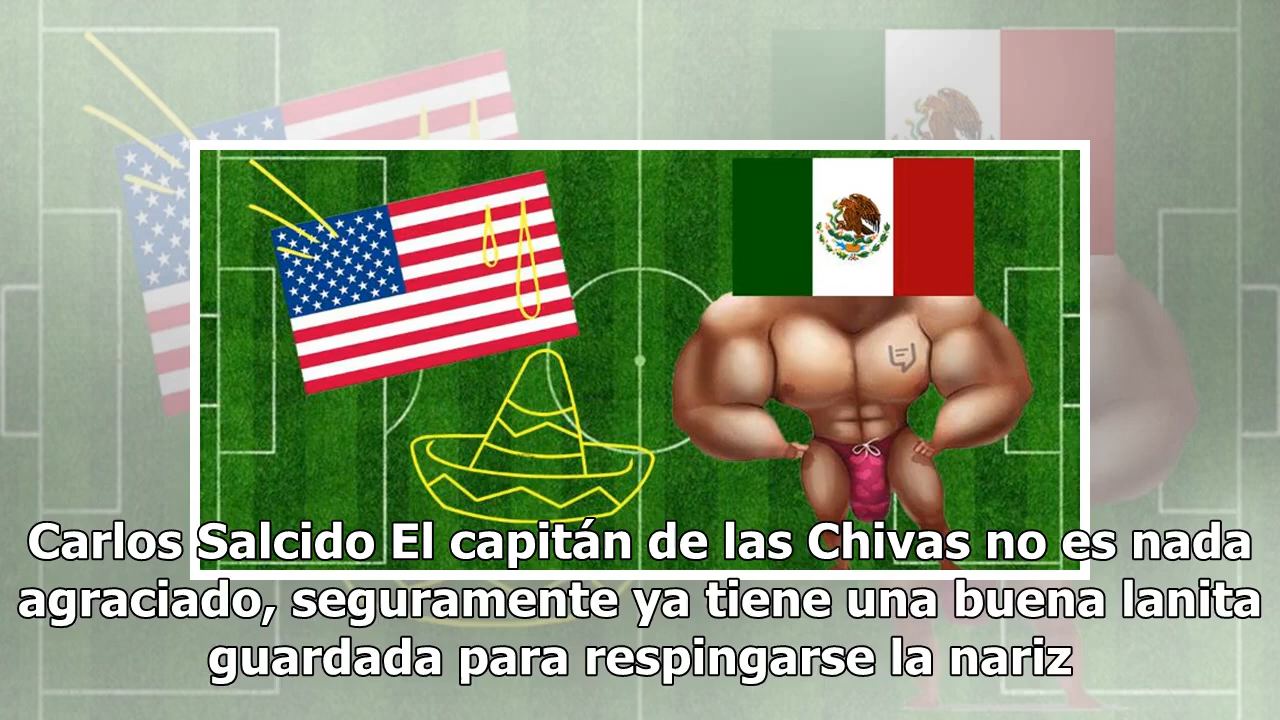 Carlos Salcido El capitán de las Chivas no es nada
agraciado, seguramente ya tiene una buena lanita
guardada para respingarse la nariz